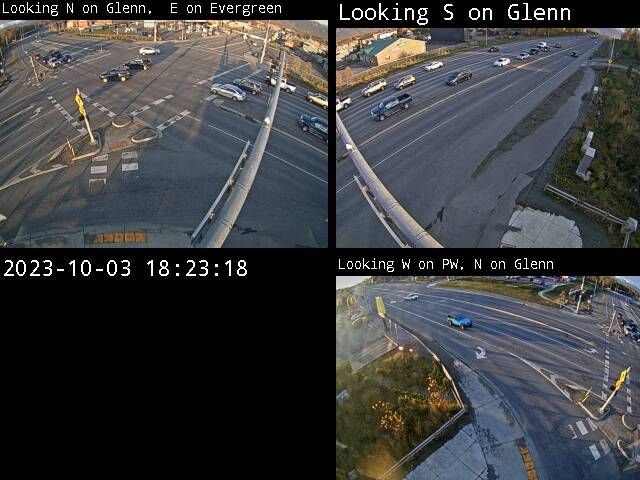 Looking N on Glenn, E on Evergreen
Looking S on Glenn
2023-10-03 18:23:18
Looking W on PW, N on Glenn